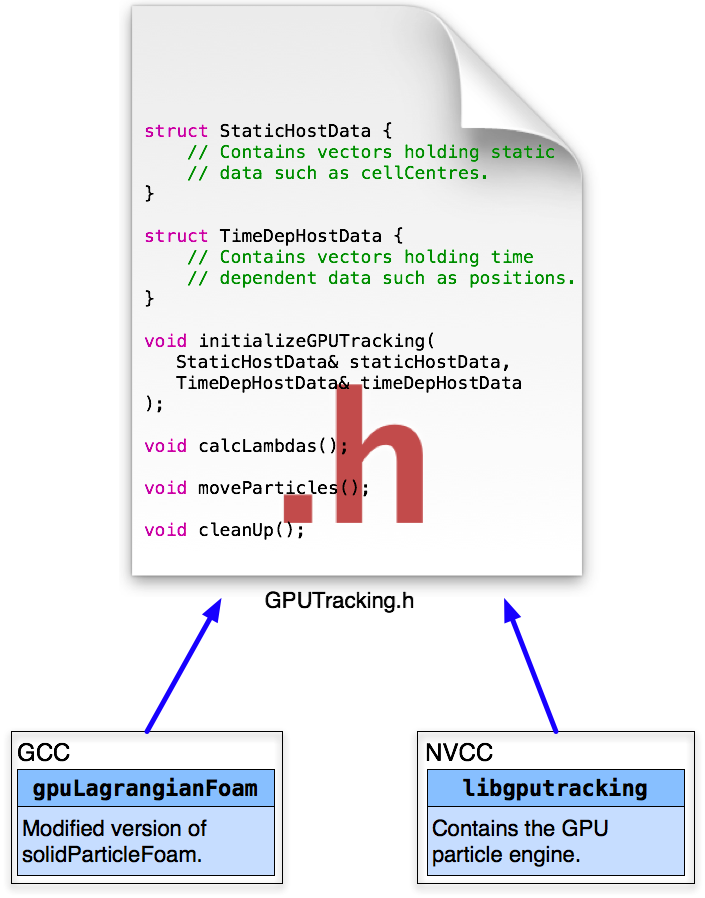 struct StaticHostData {
// Contains vectors holding static
// data such as cellCentres.
}
struct TimeDepHostData {
// Contains vectors holding time
// dependent data such as positions.
}
void initializeGPUTracking(
StaticHostData& staticHostData,
TimeDepHostData& timeDepHostData
);
void calcLambdas();
void moveParticles();
void cleanUp();
.h
GPUTracking.h
GCC
gpuLagrangianFoam
Modified version of
solidParticleFoam.
NVCC
libgputracking
Contains the GPU
particle engine.